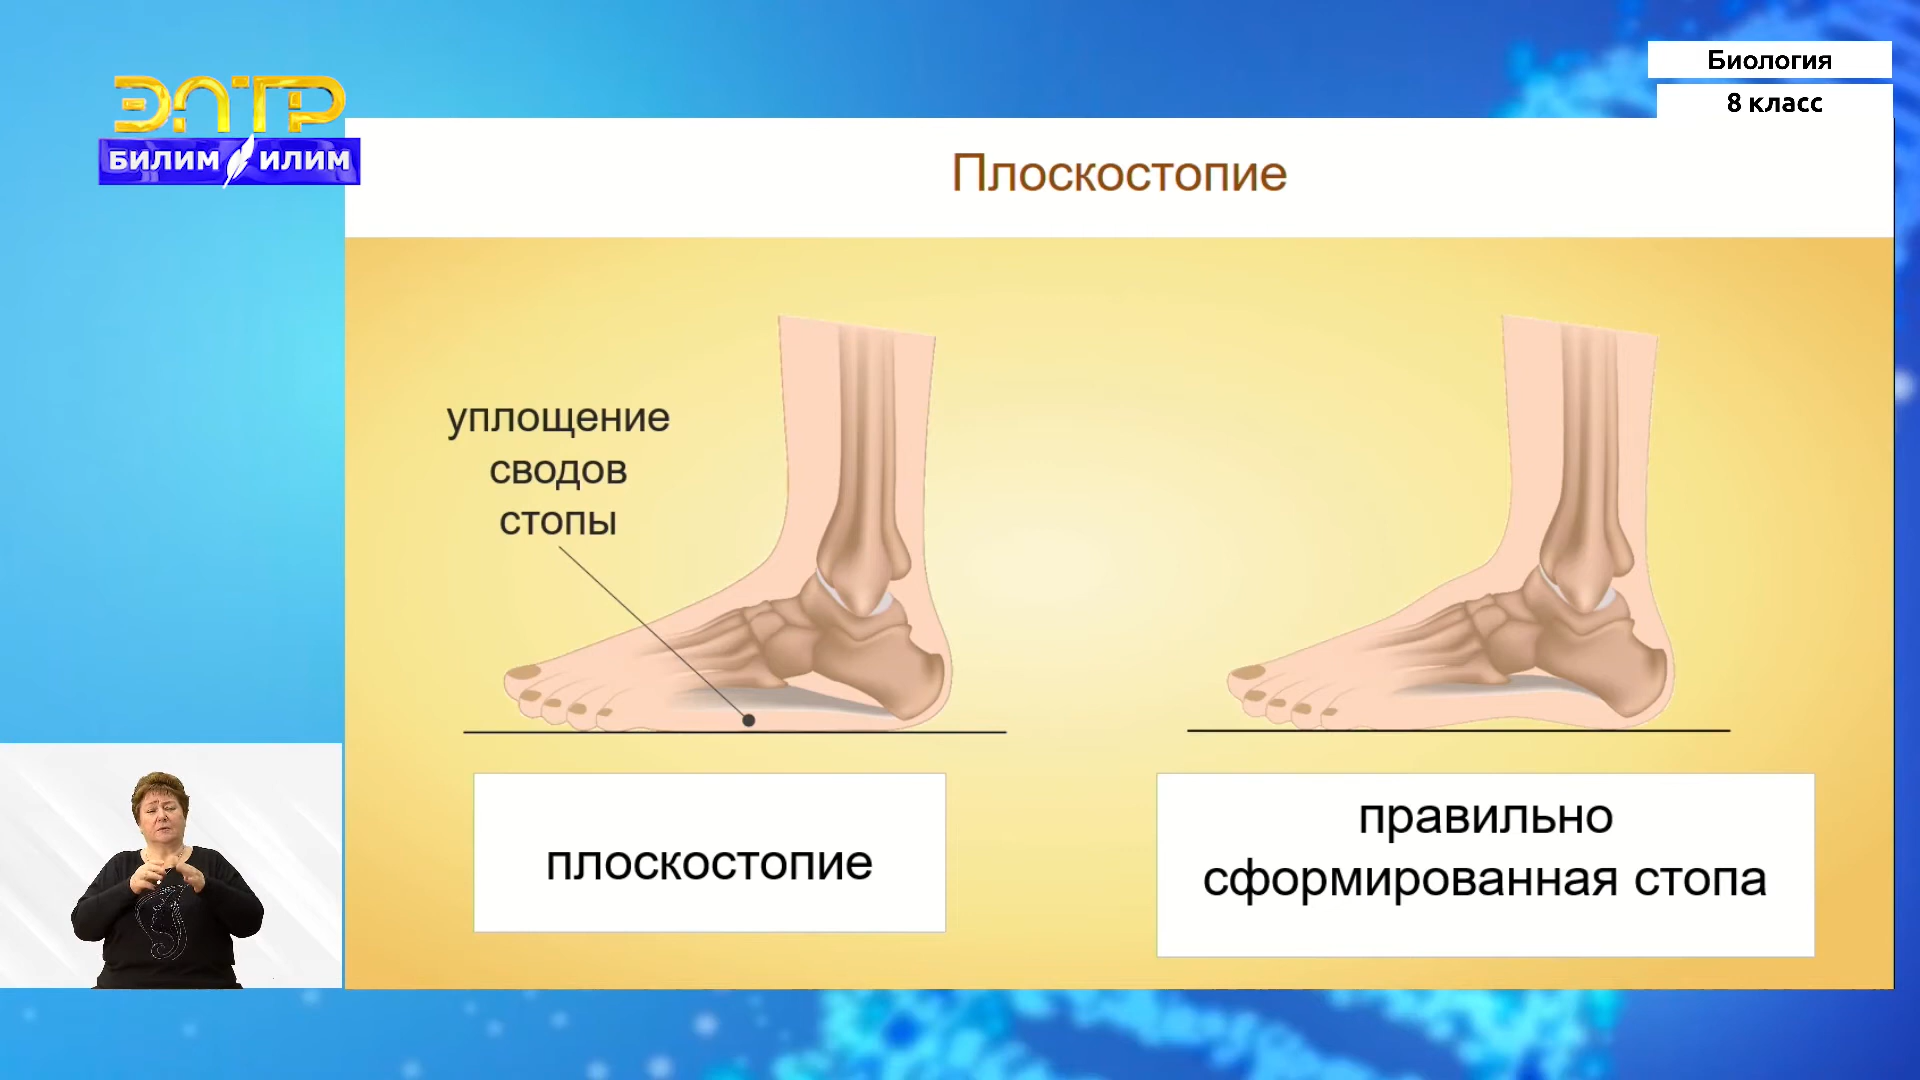 Биология
8 класс
ЭЛТР
БИЛИМ ИЛИМ
Плоскостопие
уплощение
сводов
стопы
плоскостопие
правильно
сформированная стопа